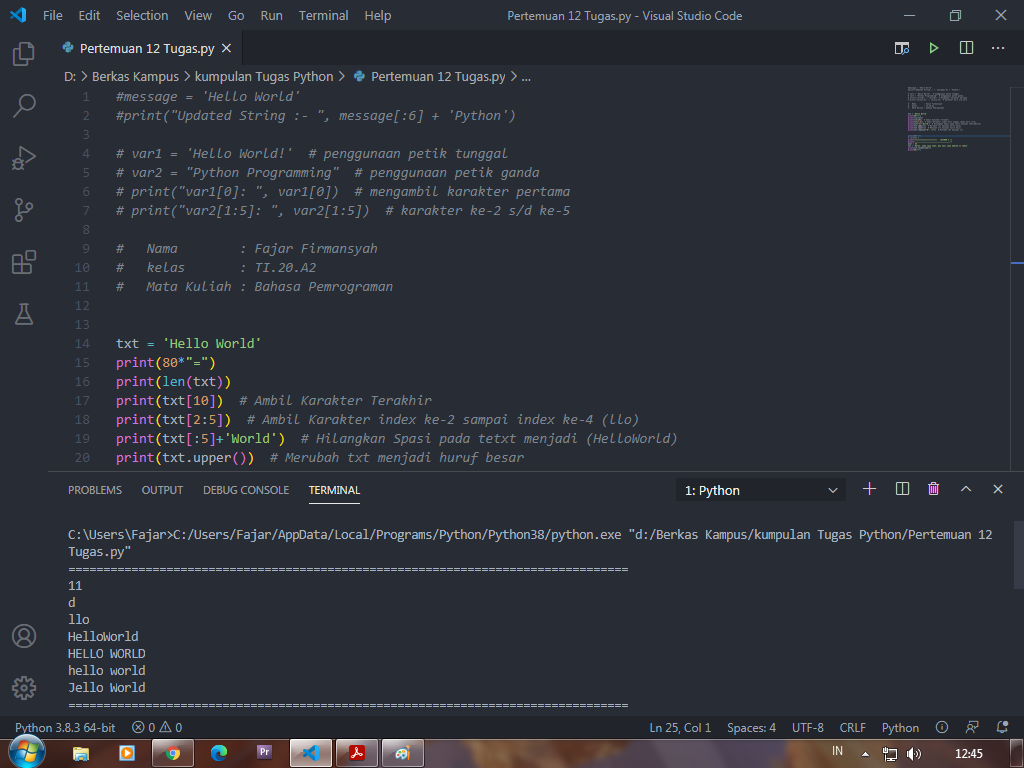 File Edit Selection View Go Run Terminal Help Pertemuan 12 Tugas.py - Visual Studio Code
Pertemuan 12 Tugas.py
D: > Berkas Kampus > kumpulan Tugas Python > Pertemuan 12 Tugas.py > ...
1 #message = 'Hello World'
2 #print("Updated String :- ", message[:6] + 'Python')
3
4 # var1 = 'Hello World!'  # penggunaan petik tunggal
5 # var2 = "Python Programming"  # penggunaan petik ganda
6 # print("var1[0]: ", var1[0])  # mengambil karakter pertama
7 # print("var2[1:5]: ", var2[1:5])  # karakter ke-2 s/d ke-5
8
9 #   Nama        : Fajar Firmansyah
10 #   kelas       : TI.20.A2
11 #   Mata Kuliah : Bahasa Pemrograman
12
13
14 txt = 'Hello World'
15 print(80*"=")
16 print(len(txt))
17 print(txt[10])  # Ambil Karakter Terakhir
18 print(txt[2:5])  # Ambil Karakter index ke-2 sampai index ke-4 (llo)
19 print(txt[:5]+'World')  # Hilangkan Spasi pada tetxt menjadi (HelloWorld)
20 print(txt.upper())  # Merubah txt menjadi huruf besar
PROBLEMS OUTPUT DEBUG CONSOLE TERMINAL 1: Python
C:\Users\Fajar>C:/Users/Fajar/AppData/Local/Programs/Python/Python38/python.exe "d:/Berkas Kampus/kumpulan Tugas Python/Pertemuan 12
Tugas.py"
================================================================================
11
d
llo
HelloWorld
HELLO WORLD
hello world
Jello World
================================================================================
Python 3.8.3 64-bit 0 0 Ln 25, Col 1 Spaces: 4 UTF-8 CRLF Python
Pr IN 12:45